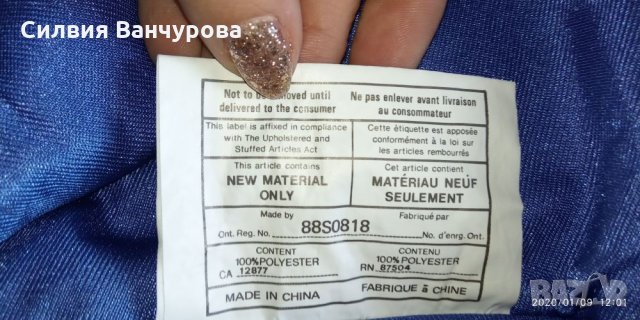 Силвия Ванчурова
Not to be moved until
delivered to the consumer
Ne pas enlever avant livraison
au consommateur
This label is affixed in compliance
with The Upholstered and
Stuffed Articles Act
Cette étiquette est apposée
conformément à la loi sur
les articles rembourrés
This article contains
NEW MATERIAL
ONLY
Cet article contient
MATÉRIAU NEUF
SEULEMENT
Made by
Fabriqué par
Ont. Reg. No. 88S0818 No. d'enrg. Ont.
CONTENT
100%POLYESTER
CA 12877
CONTENU
100%POLYESTER
RN 87504
MADE IN CHINA
FABRIQUE à CHINE
BAZAR
2020/01/09 12:01